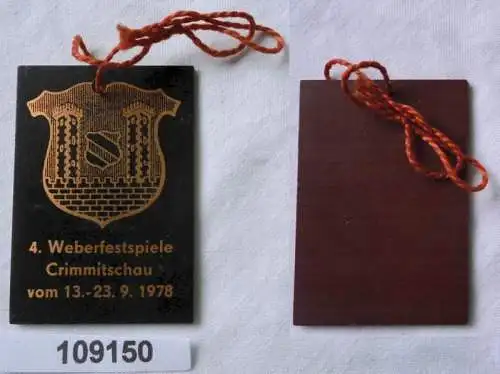 4. Weberfestspiele
Crimmitschau
vom 13.-23. 9. 1978
109150